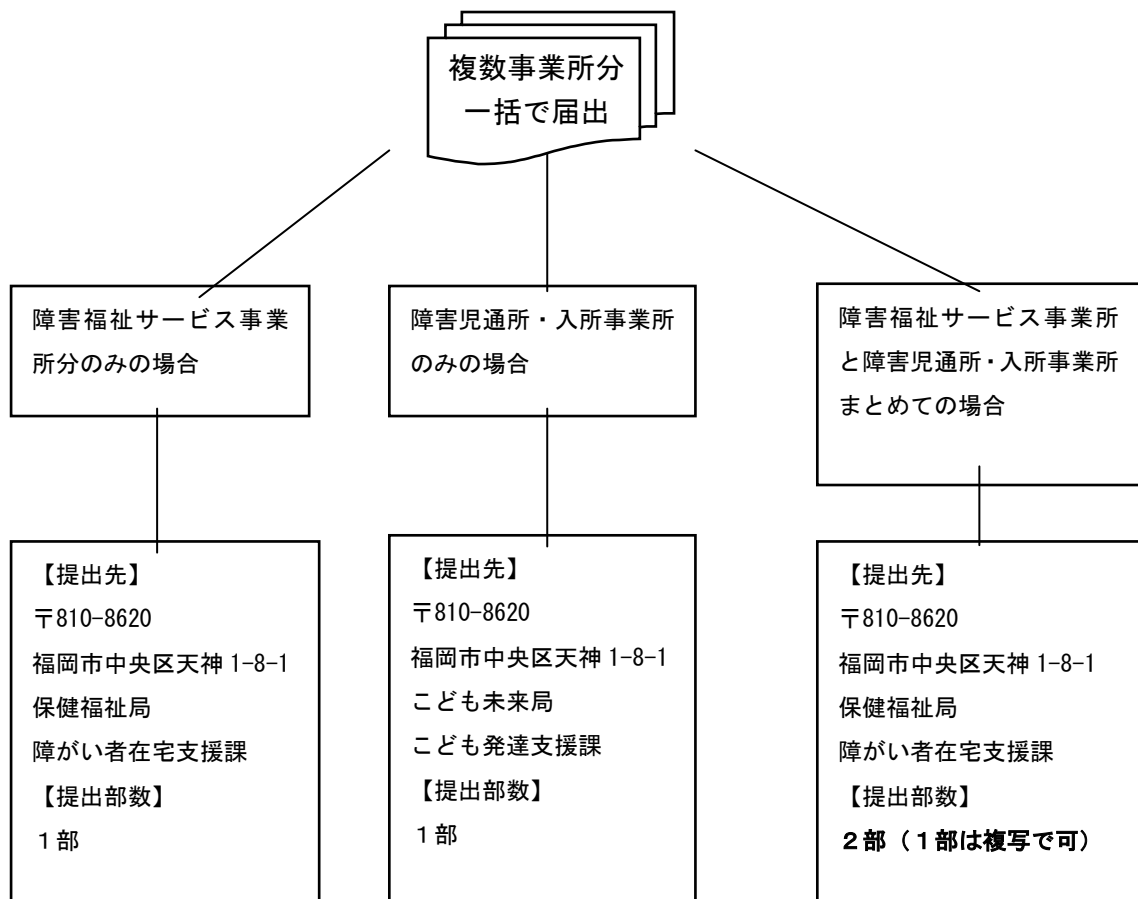 複数事業所分
一括で届出
障害福祉サービス事業
所分のみの場合
障害児通所・入所事業所
のみの場合
障害福祉サービス事業所
と障害児通所・入所事業所
まとめての場合
【提出先】
〒810-8620
福岡市中央区天神 1-8-1
保健福祉局
障がい者在宅支援課
【提出部数】
1部
【提出先】
〒810-8620
福岡市中央区天神 1-8-1
こども未来局
こども発達支援課
【提出部数】
1部
【提出先】
〒810-8620
福岡市中央区天神 1-8-1
保健福祉局
障がい者在宅支援課
【提出部数】
2部（1部は複写で可）